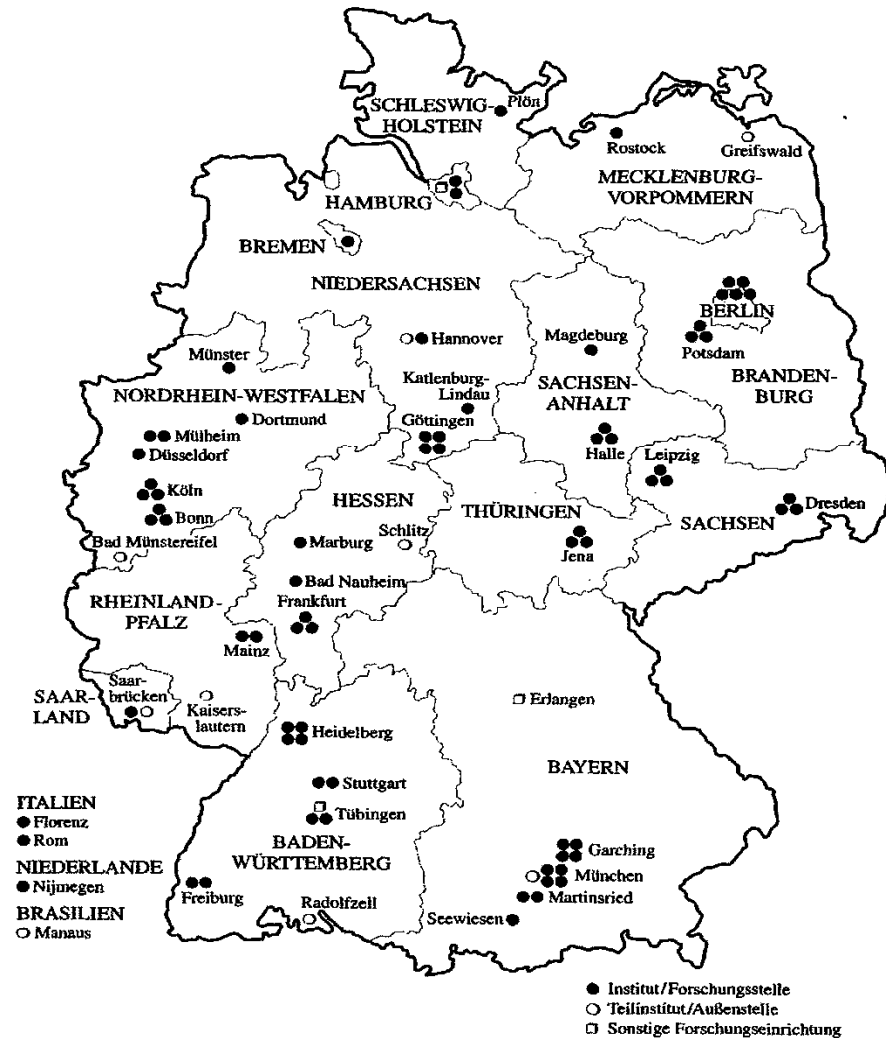 Plön
SCHLESWIG-
HOLSTEIN
Rostock
Greifswald
MECKLENBURG-
VORPOMMERN
HAMBURG
BREMEN
NIEDERSACHSEN
BERLIN
Hannover
Magdeburg
Potsdam
Münster
Katlenburg-
Lindau
SACHSEN-
ANHALT
BRANDEN-
BURG
NORDRHEIN-WESTFALEN
Dortmund
Göttingen
Mülheim
Düsseldorf
Halle
Leipzig
Köln
HESSEN
THÜRINGEN
Dresden
Bonn
SACHSEN
Bad Münstereifel
Marburg
Schlitz
Jena
Bad Nauheim
RHEINLAND-
PFALZ
Frankfurt
Mainz
SAAR-
LAND
Saar-
brücken
Kaisers-
lautern
Erlangen
Heidelberg
BAYERN
Stuttgart
Tübingen
BADEN-
WÜRTTEMBERG
Garching
München
Martinsried
Freiburg
Radolfzell
Seewiesen
ITALIEN
Florenz
Rom
NIEDERLANDE
Nijmegen
BRASILIEN
Manaus
Institut/Forschungsstelle
Teilinstitut/Außenstelle
Sonstige Forschungseinrichtung